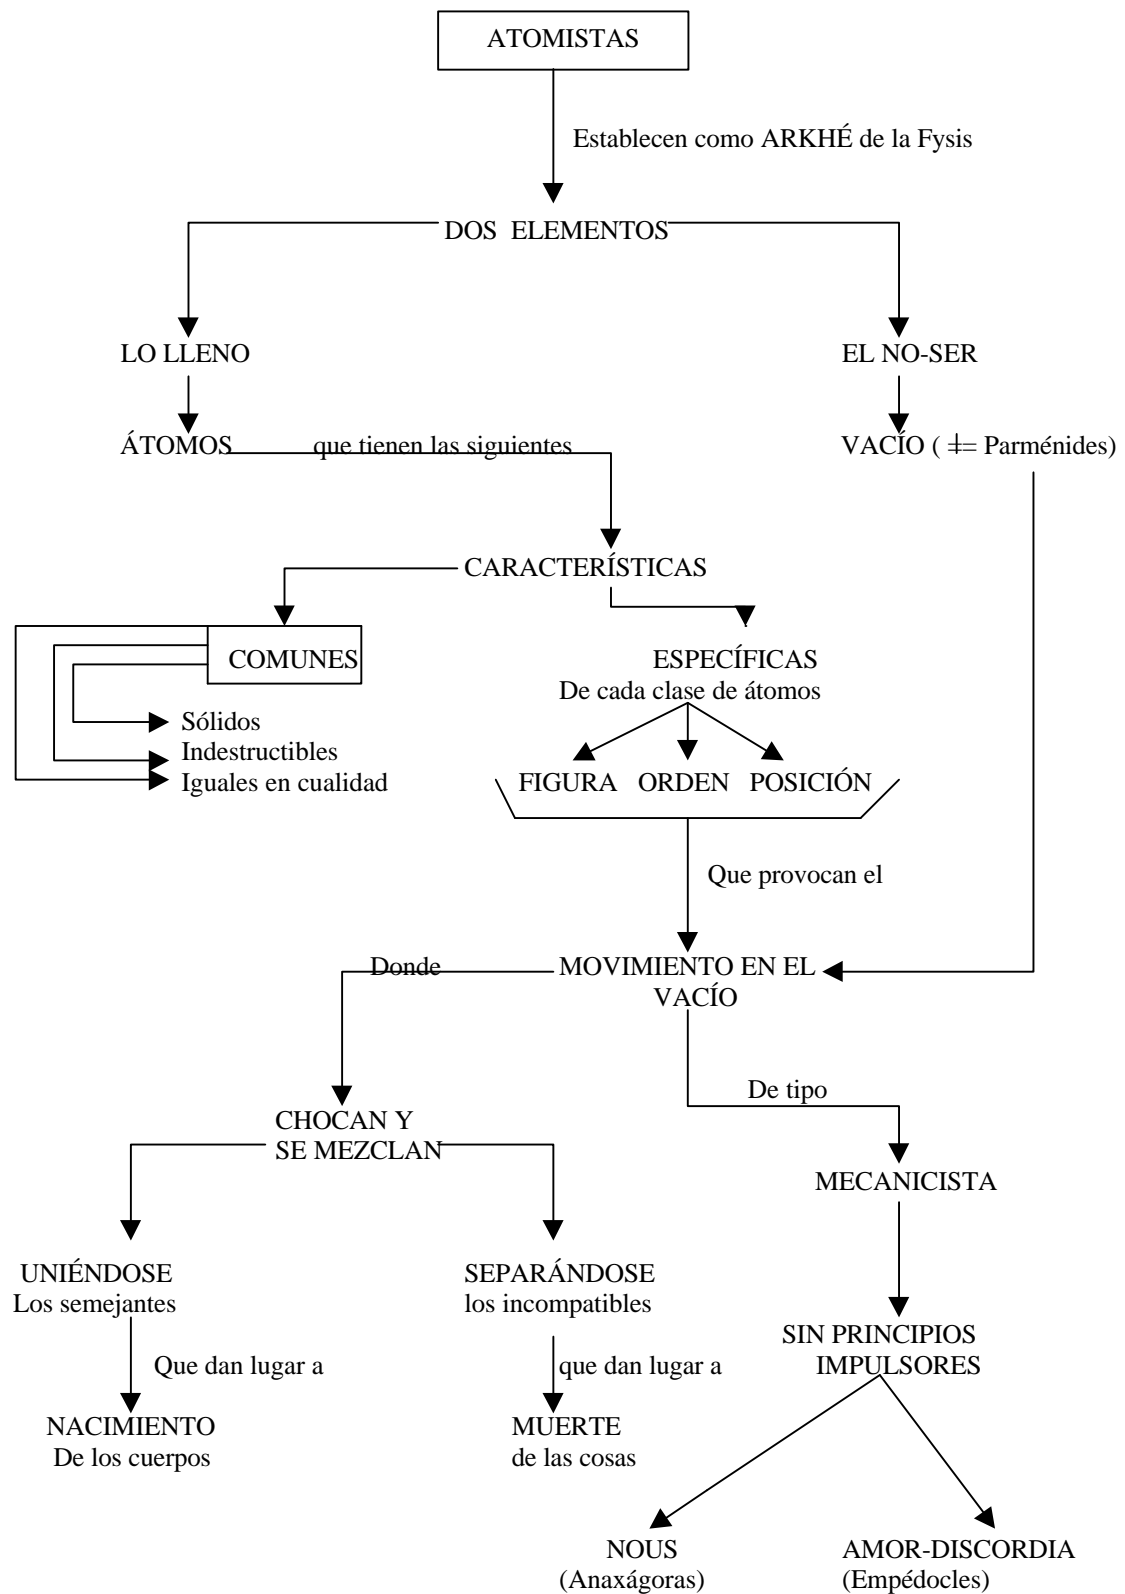 ATOMISTAS
Establecen como ARKHÉ de la Fysis
DOS ELEMENTOS
LO LLENO
EL NO-SER
ÁTOMOS
que tienen las siguientes
VACÍO ( ≠ Parménides)
CARACTERÍSTICAS
COMUNES
ESPECÍFICAS
De cada clase de átomos
Sólidos
Indestructibles
Iguales en cualidad
FIGURA ORDEN POSICIÓN
Que provocan el
Donde
MOVIMIENTO EN EL
VACÍO
De tipo
CHOCAN Y
SE MEZCLAN
MECANICISTA
UNIÉNDOSE
Los semejantes
SEPARÁNDOSE
los incompatibles
SIN PRINCIPIOS
IMPULSORES
Que dan lugar a
que dan lugar a
NACIMIENTO
De los cuerpos
MUERTE
de las cosas
NOUS
(Anaxágoras)
AMOR-DISCORDIA
(Empédocles)